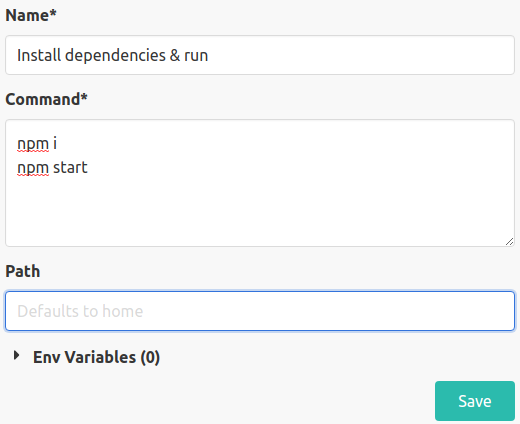 Name*
Install dependencies & run
Command*
npm i
npm start
Path
Defaults to home
Env Variables (0)
Save